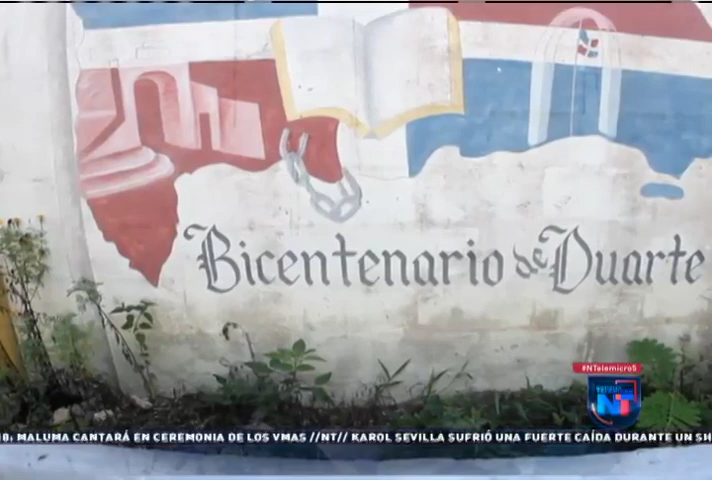 Bicentenario de Duarte
#NTelemicro5
NT
18: MALUMA CANTARÁ EN CEREMONIA DE LOS VMAS //NT// KAROL SEVILLA SUFRIÓ UNA FUERTE CAÍDA DURANTE UN SH